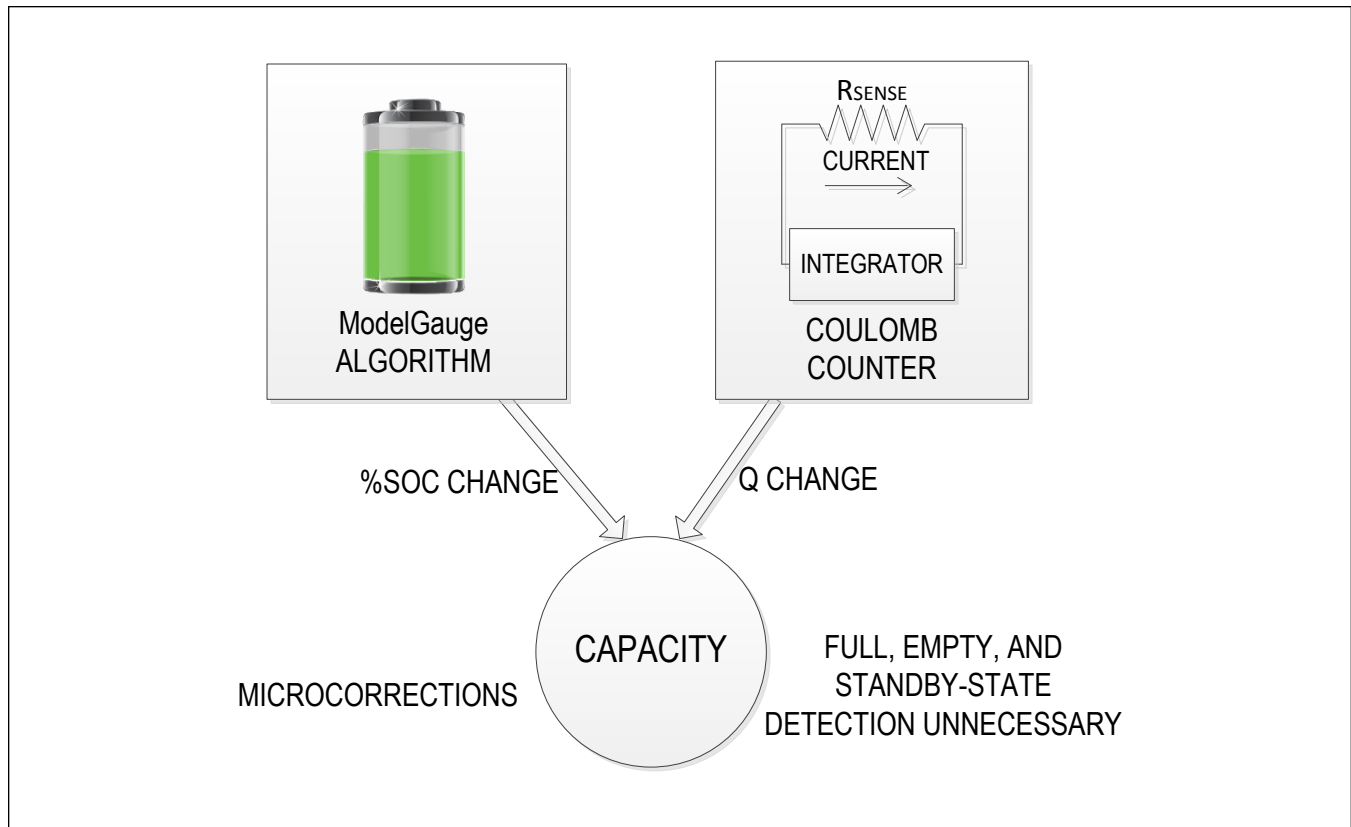 ModelGauge
ALGORITHM
RSENSE
CURRENT
INTEGRATOR
COULOMB
COUNTER
%SOC CHANGE
Q CHANGE
CAPACITY
MICROCORRECTIONS
FULL, EMPTY, AND
STANDBY-STATE
DETECTION UNNECESSARY